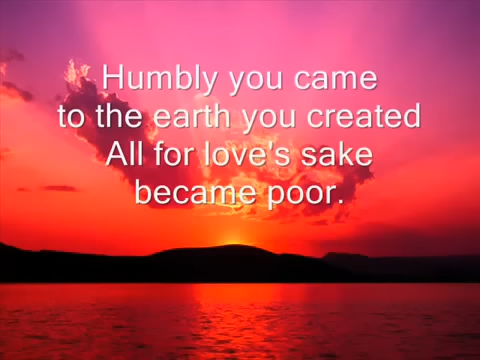 Humbly you came
to the earth you created
All for love's sake
became poor.